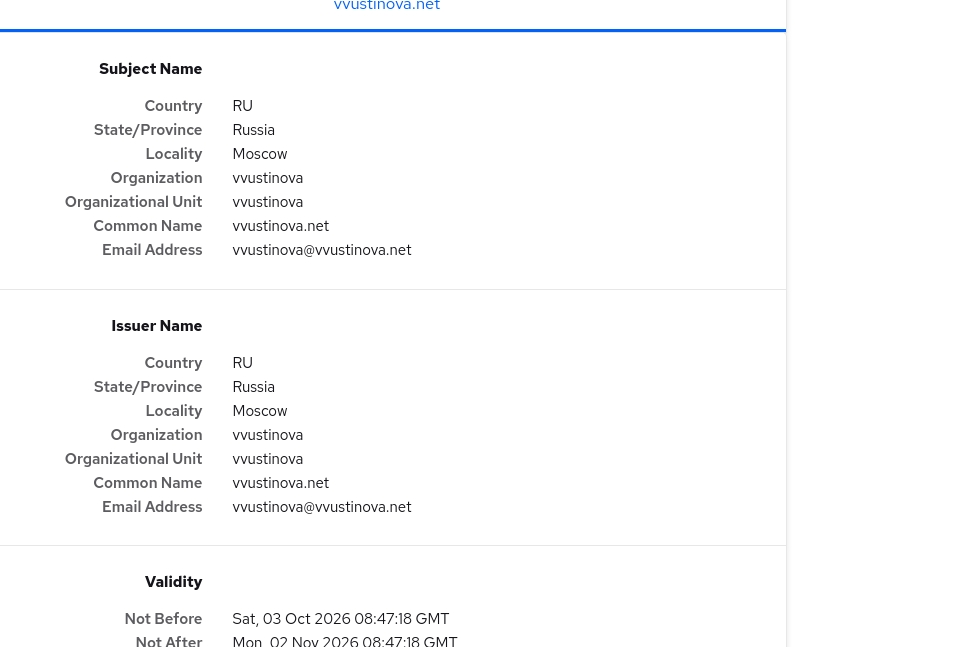 vvustinova.net
Subject Name
Country RU
State/Province Russia
Locality Moscow
Organization vvustinova
Organizational Unit vvustinova
Common Name vvustinova.net
Email Address vvustinova@vvustinova.net
Issuer Name
Country RU
State/Province Russia
Locality Moscow
Organization vvustinova
Organizational Unit vvustinova
Common Name vvustinova.net
Email Address vvustinova@vvustinova.net
Validity
Not Before Sat, 03 Oct 2026 08:47:18 GMT
Not After Mon, 02 Nov 2026 08:47:18 GMT